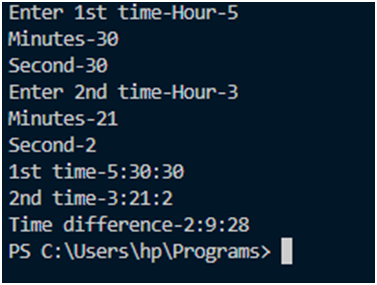 Enter 1st time-Hour-5
Minutes-30
Second-30
Enter 2nd time-Hour-3
Minutes-21
Second-2
1st time-5:30:30
2nd time-3:21:2
Time difference-2:9:28
PS C:\Users\hp\Programs>